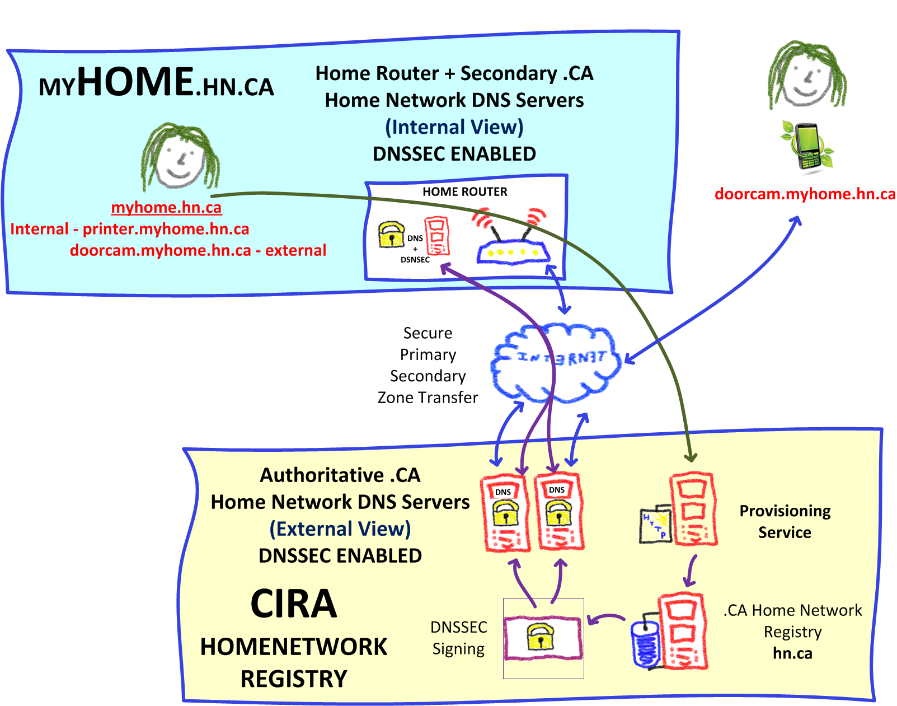 MYHOME.HN.CA
Home Router + Secondary .CA
Home Network DNS Servers
(Internal View)
DNSSEC ENABLED
myhome.hn.ca
Internal - printer.myhome.hn.ca
doorcam.myhome.hn.ca - external
HOME ROUTER
DNS
+
DSNSEC
doorcam.myhome.hn.ca
Secure
Primary
Secondary
Zone Transfer
INTERNET
Authoritative .CA
Home Network DNS Servers
(External View)
DNSSEC ENABLED
DNS
DNS
HTTP
Provisioning
Service
CIRA
HOMENETWORK
REGISTRY
DNSSEC
Signing
.CA Home Network
Registry
hn.ca